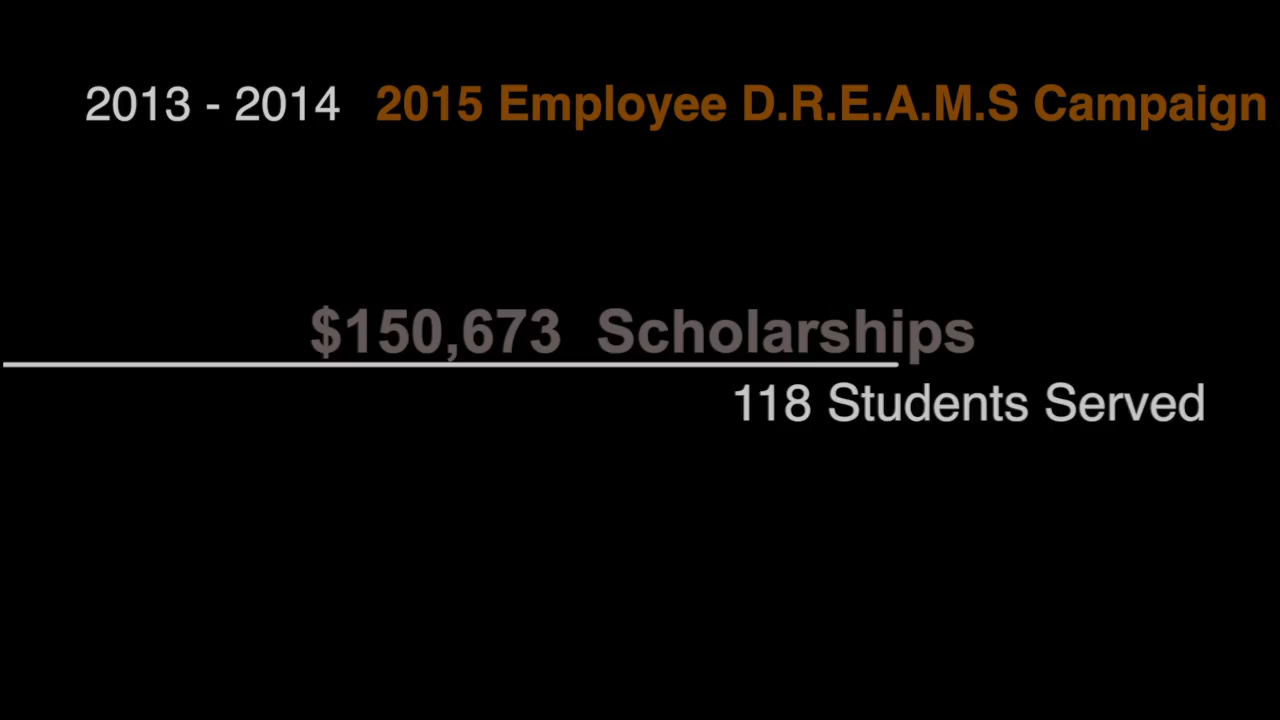 2013 - 2014 2015 Employee D.R.E.A.M.S Campaign
$150,673 Scholarships
118 Students Served